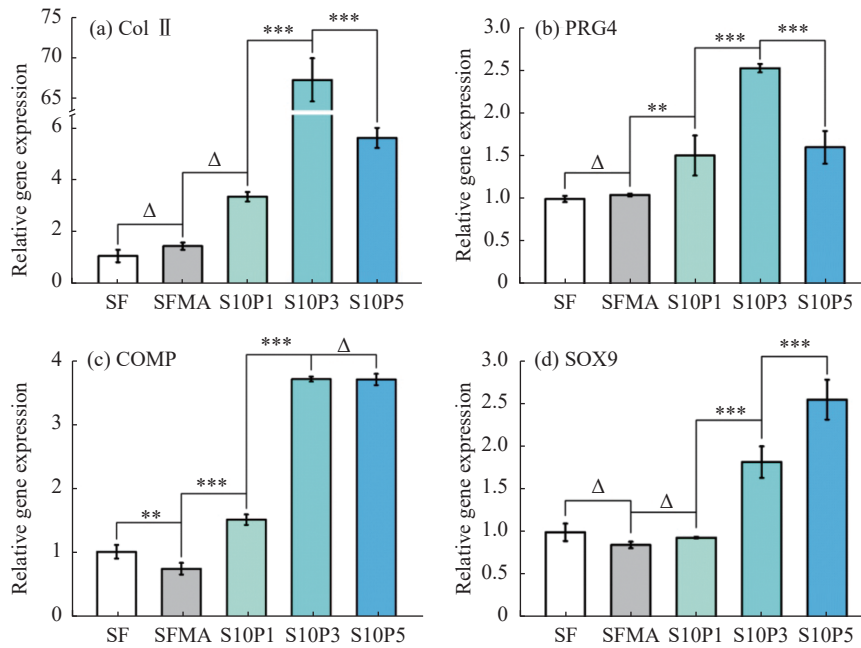 (a) Col Ⅱ
Relative gene expression
75
70
65
6
4
2
0
Δ
Δ
***
***
SF SFMA S10P1 S10P3 S10P5
(b) PRG4
Relative gene expression
3.0
2.5
2.0
1.5
1.0
0.5
0
Δ
**
***
***
SF SFMA S10P1 S10P3 S10P5
(c) COMP
Relative gene expression
4
3
2
1
0
**
***
***
Δ
SF SFMA S10P1 S10P3 S10P5
(d) SOX9
Relative gene expression
3.0
2.5
2.0
1.5
1.0
0.5
0
Δ
Δ
***
***
SF SFMA S10P1 S10P3 S10P5